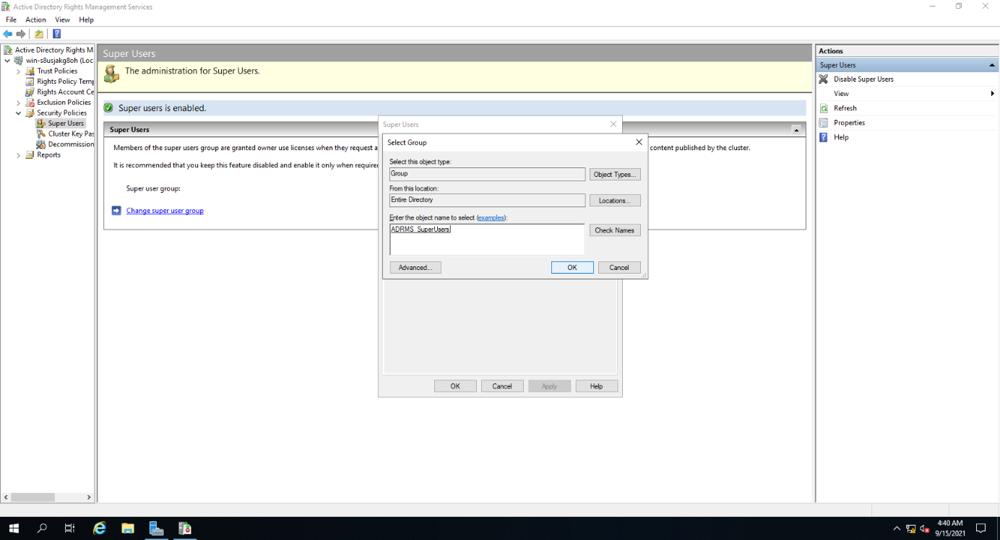 Active Directory Rights Management Services
File Action View Help
Active Directory Rights M
win-s8usjakg8oh (Loc
Trust Policies
Rights Policy Temp
Rights Account Ce
Exclusion Policies
Security Policies
Super Users
Cluster Key Pas
Decommission
Reports
Super Users
The administration for Super Users.
Super users is enabled.
Super Users
Members of the super users group are granted owner use licenses when they request a
content published by the cluster.
It is recommended that you keep this feature disabled and enable it only when require
Super user group:
Change super user group
Super Users
Select Group
Select this object type:
Group
Object Types...
From this location:
Entire Directory
Locations...
Enter the object name to select (examples):
ADRMS_SuperUsers
Check Names
Advanced...
OK
Cancel
OK
Cancel
Apply
Help
Actions
Super Users
Disable Super Users
View
Refresh
Properties
Help
4:40 AM
9/15/2021